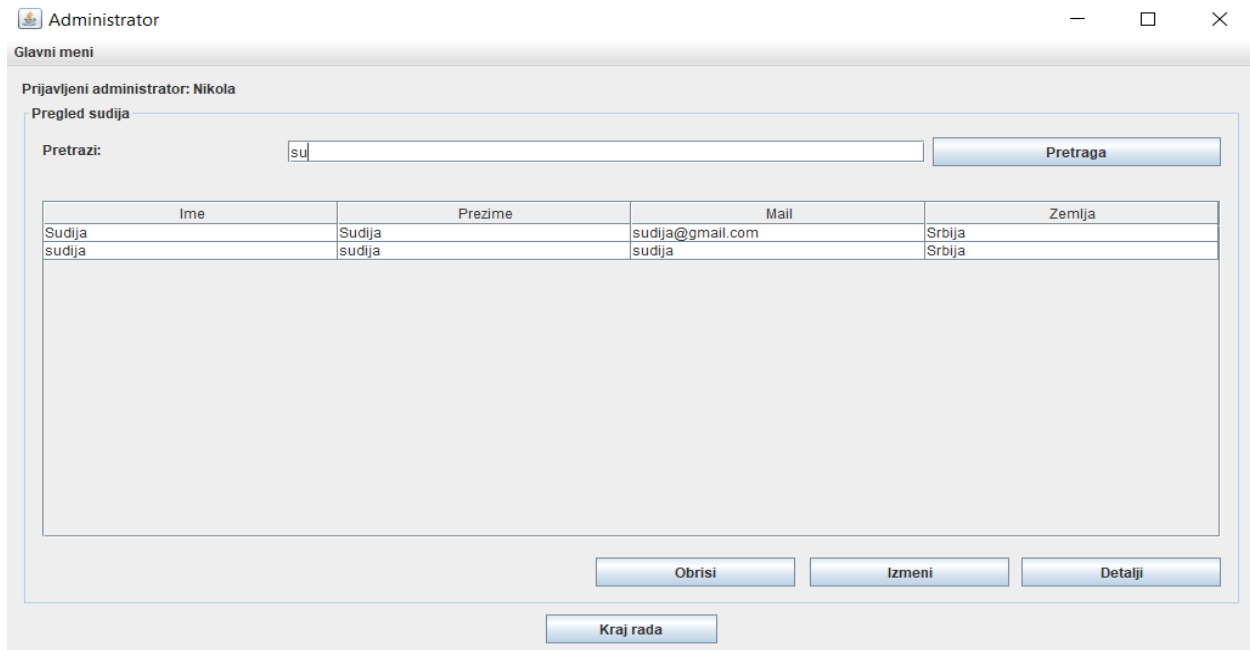 Administrator
Glavni meni
Prijavljeni administrator: Nikola
Pregled sudija
Pretrazi: su Pretraga
Ime Prezime Mail Zemlja
Sudija Sudija sudija@gmail.com Srbija
sudija sudija sudija Srbija
Obrisi Izmeni Detalji
Kraj rada